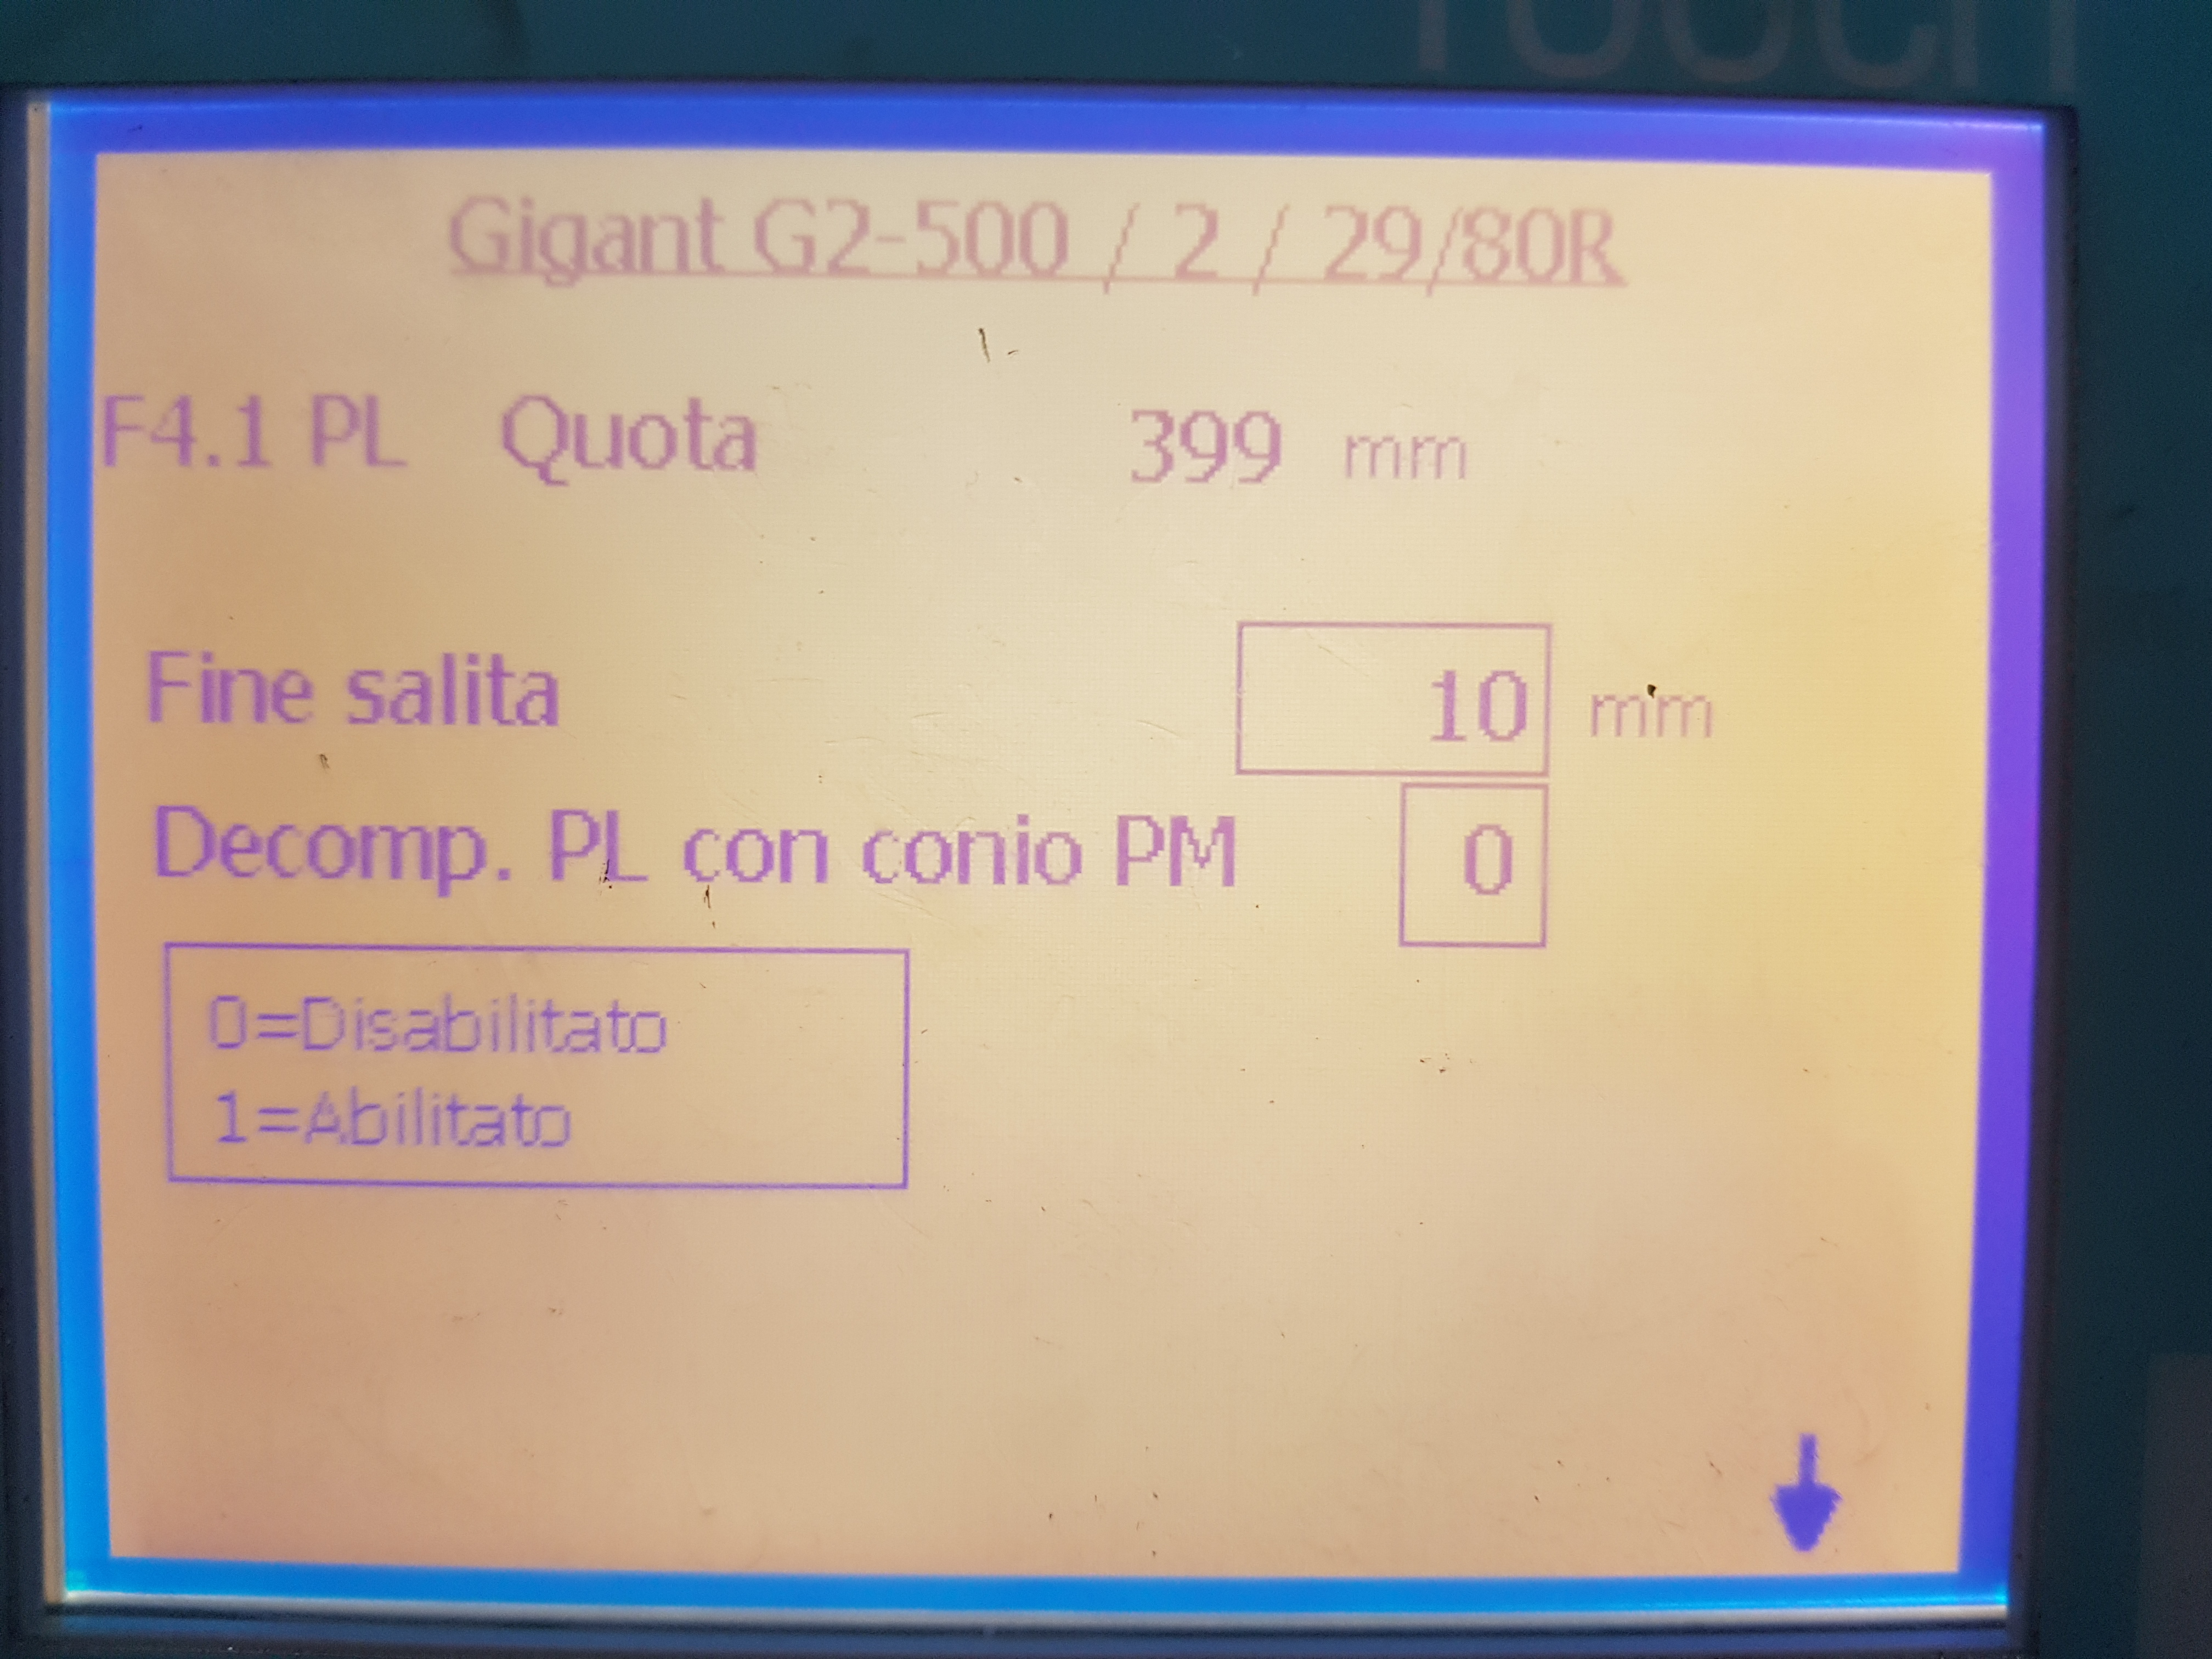 TOUCH
Gigant G2-500 / 2 / 29/80R
F4.1 PL Quota 399 mm
Fine salita 10 mm
Decomp. PL con conio PM 0
0=Disabilitato
1=Abilitato